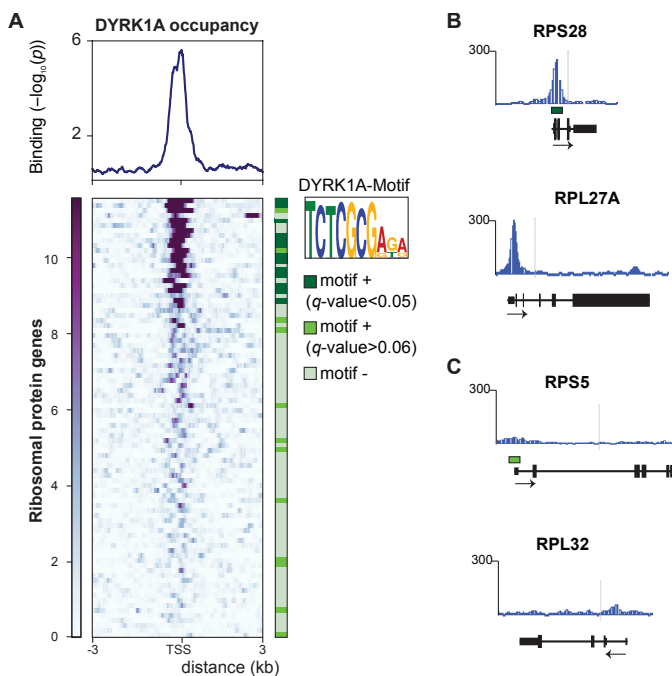 A
DYRK1A occupancy
6
2
Binding (−log₁₀(p))
10
8
6
4
2
0
Ribosomal protein genes
-3
TSS
3
distance (kb)
DYRK1A-Motif
TCTCGCGAGA
motif +
(q-value<0.05)
motif +
(q-value>0.06)
motif -
B
RPS28
300
RPL27A
300
C
RPS5
300
RPL32
300